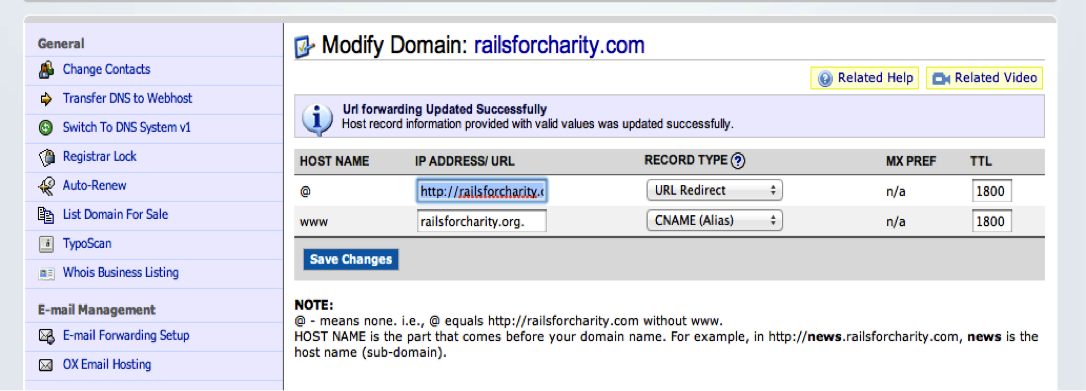 General
Change Contacts
Transfer DNS to Webhost
Switch To DNS System v1
Registrar Lock
Auto-Renew
List Domain For Sale
TypoScan
Whois Business Listing
E-mail Management
E-mail Forwarding Setup
OX Email Hosting
Modify Domain: railsforcharity.com
Related Help Related Video
Url forwarding Updated Successfully
Host record information provided with valid values was updated successfully.
HOST NAME IP ADDRESS/ URL RECORD TYPE MX PREF TTL
@ http://railsforcharity. URL Redirect n/a 1800
www railsforcharity.org. CNAME (Alias) n/a 1800
Save Changes
NOTE:
@ - means none. i.e., @ equals http://railsforcharity.com without www.
HOST NAME is the part that comes before your domain name. For example, in http://news.railsforcharity.com, news is the
host name (sub-domain).